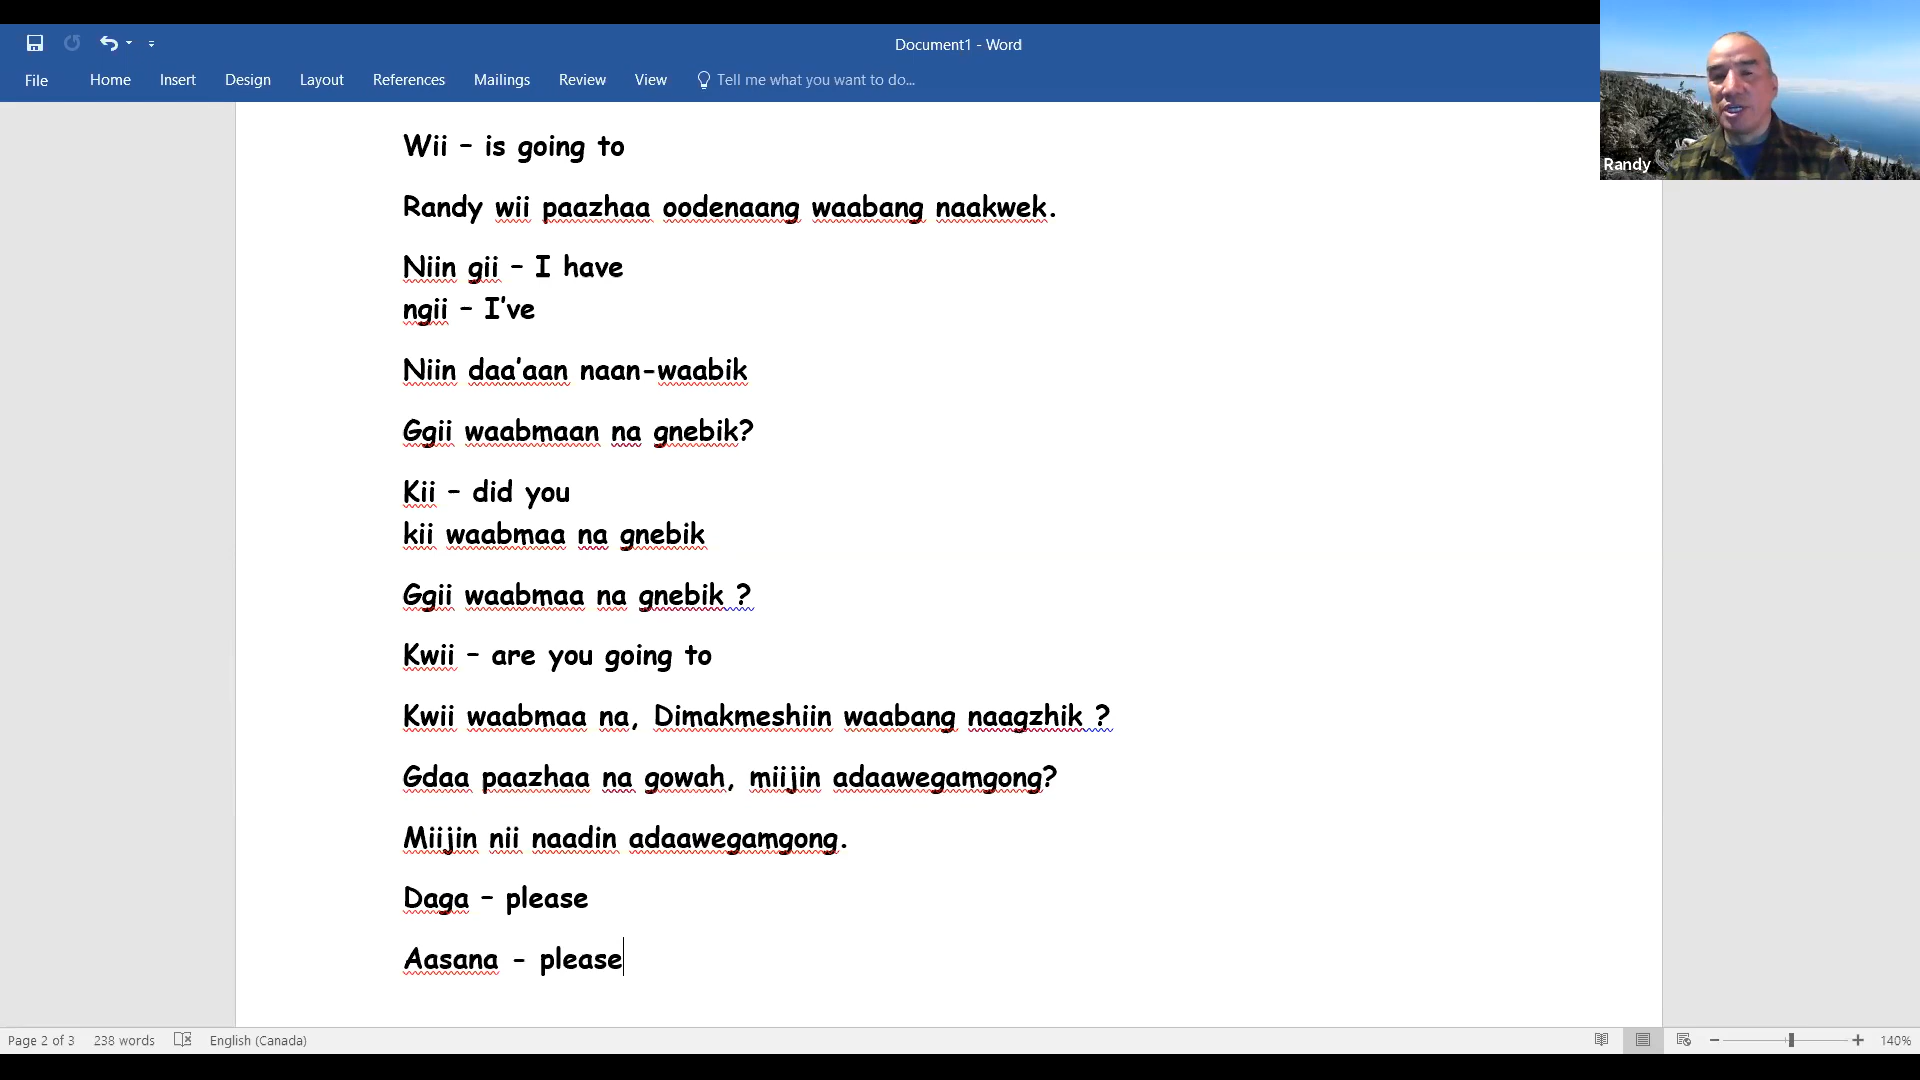 Document1 - Word
File Home Insert Design Layout References Mailings Review View Tell me what you want to do...
Randy
Wii – is going to
Randy wii paazhaa oodenaang waabang naakwek.
Niin gii – I have
ngii – I've
Niin daa'aan naan-waabik
Ggii waabmaan na gnebik?
Kii – did you
kii waabmaa na gnebik
Ggii waabmaa na gnebik ?
Kwii – are you going to
Kwii waabmaa na, Dimakmeshiin waabang naagzhik ?
Gdaa paazhaa na gowah, miijin adaawegamgong?
Miijin nii naadin adaawegamgong.
Daga – please
Aasana - please
Page 2 of 3 238 words English (Canada) 140%